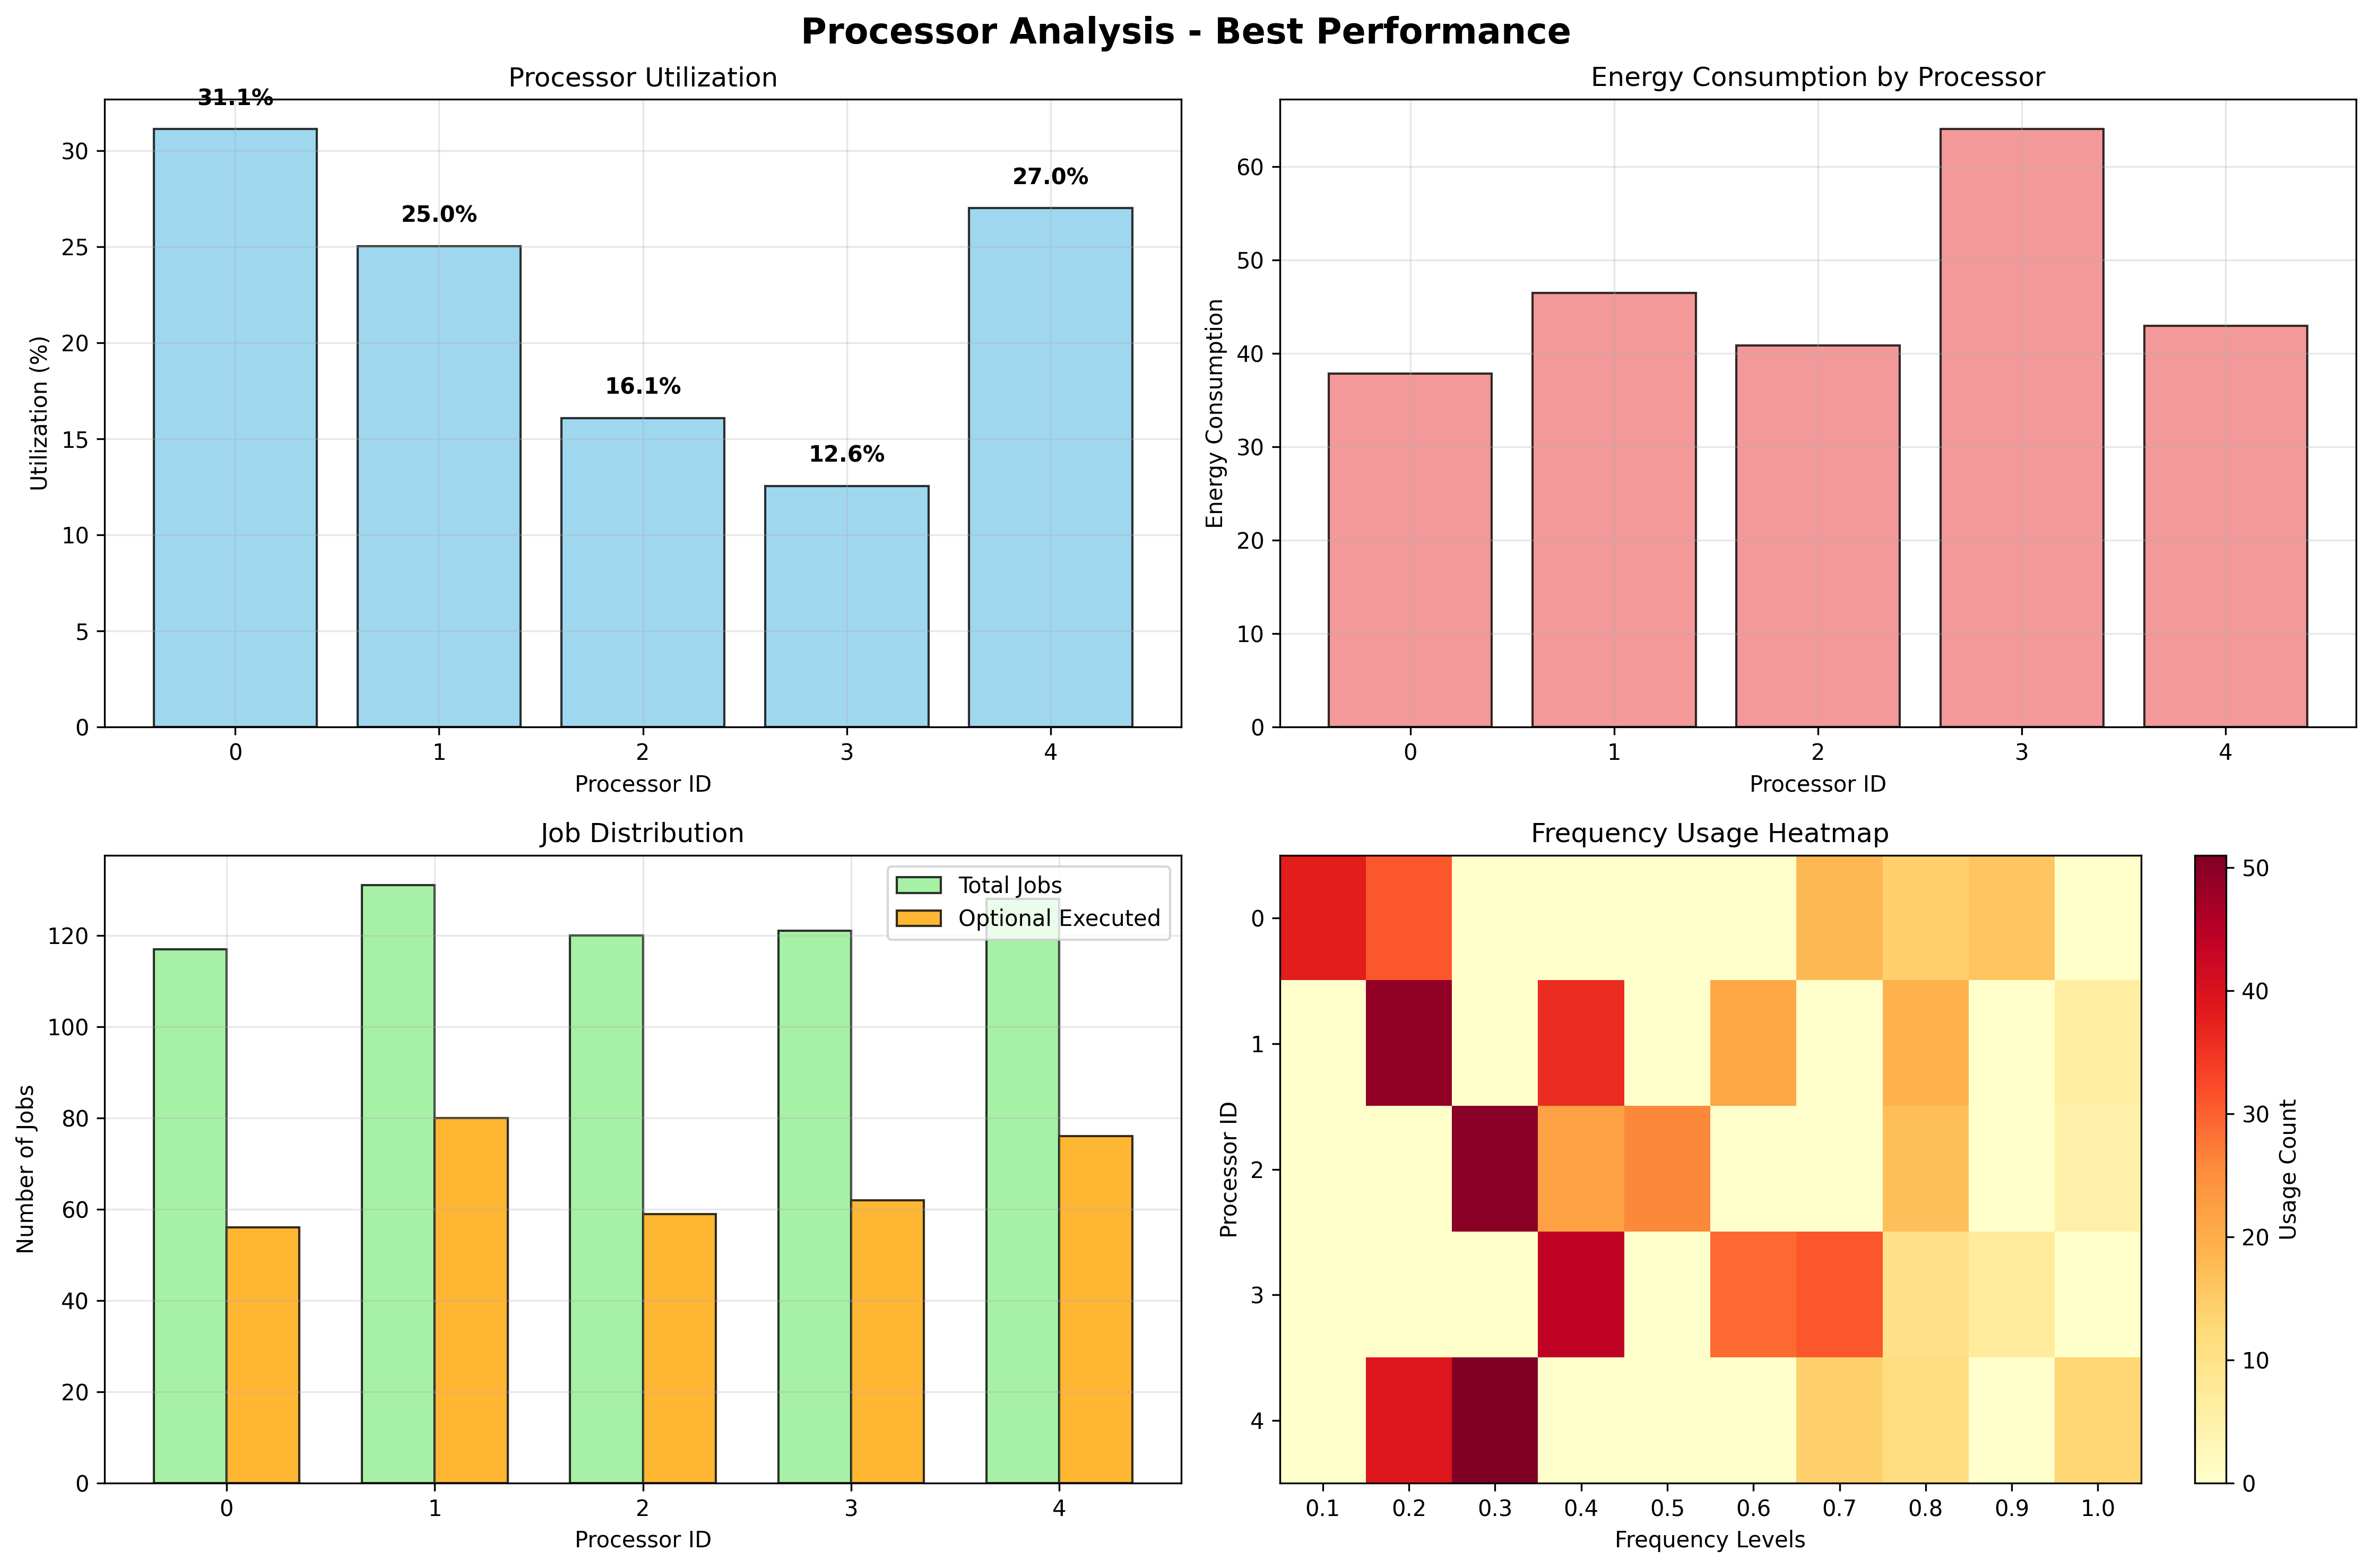 Processor Analysis - Best Performance
Processor Utilization
31.1%
25.0%
16.1%
12.6%
27.0%
Utilization (%)
30
25
20
15
10
5
0
0 1 2 3 4
Processor ID
Energy Consumption by Processor
Energy Consumption
60
50
40
30
20
10
0
0 1 2 3 4
Processor ID
Job Distribution
Total Jobs
Optional Executed
Number of Jobs
120
100
80
60
40
20
0
0 1 2 3 4
Processor ID
Frequency Usage Heatmap
Processor ID
0
1
2
3
4
0.1 0.2 0.3 0.4 0.5 0.6 0.7 0.8 0.9 1.0
Frequency Levels
50
40
30
20
10
0
Usage Count